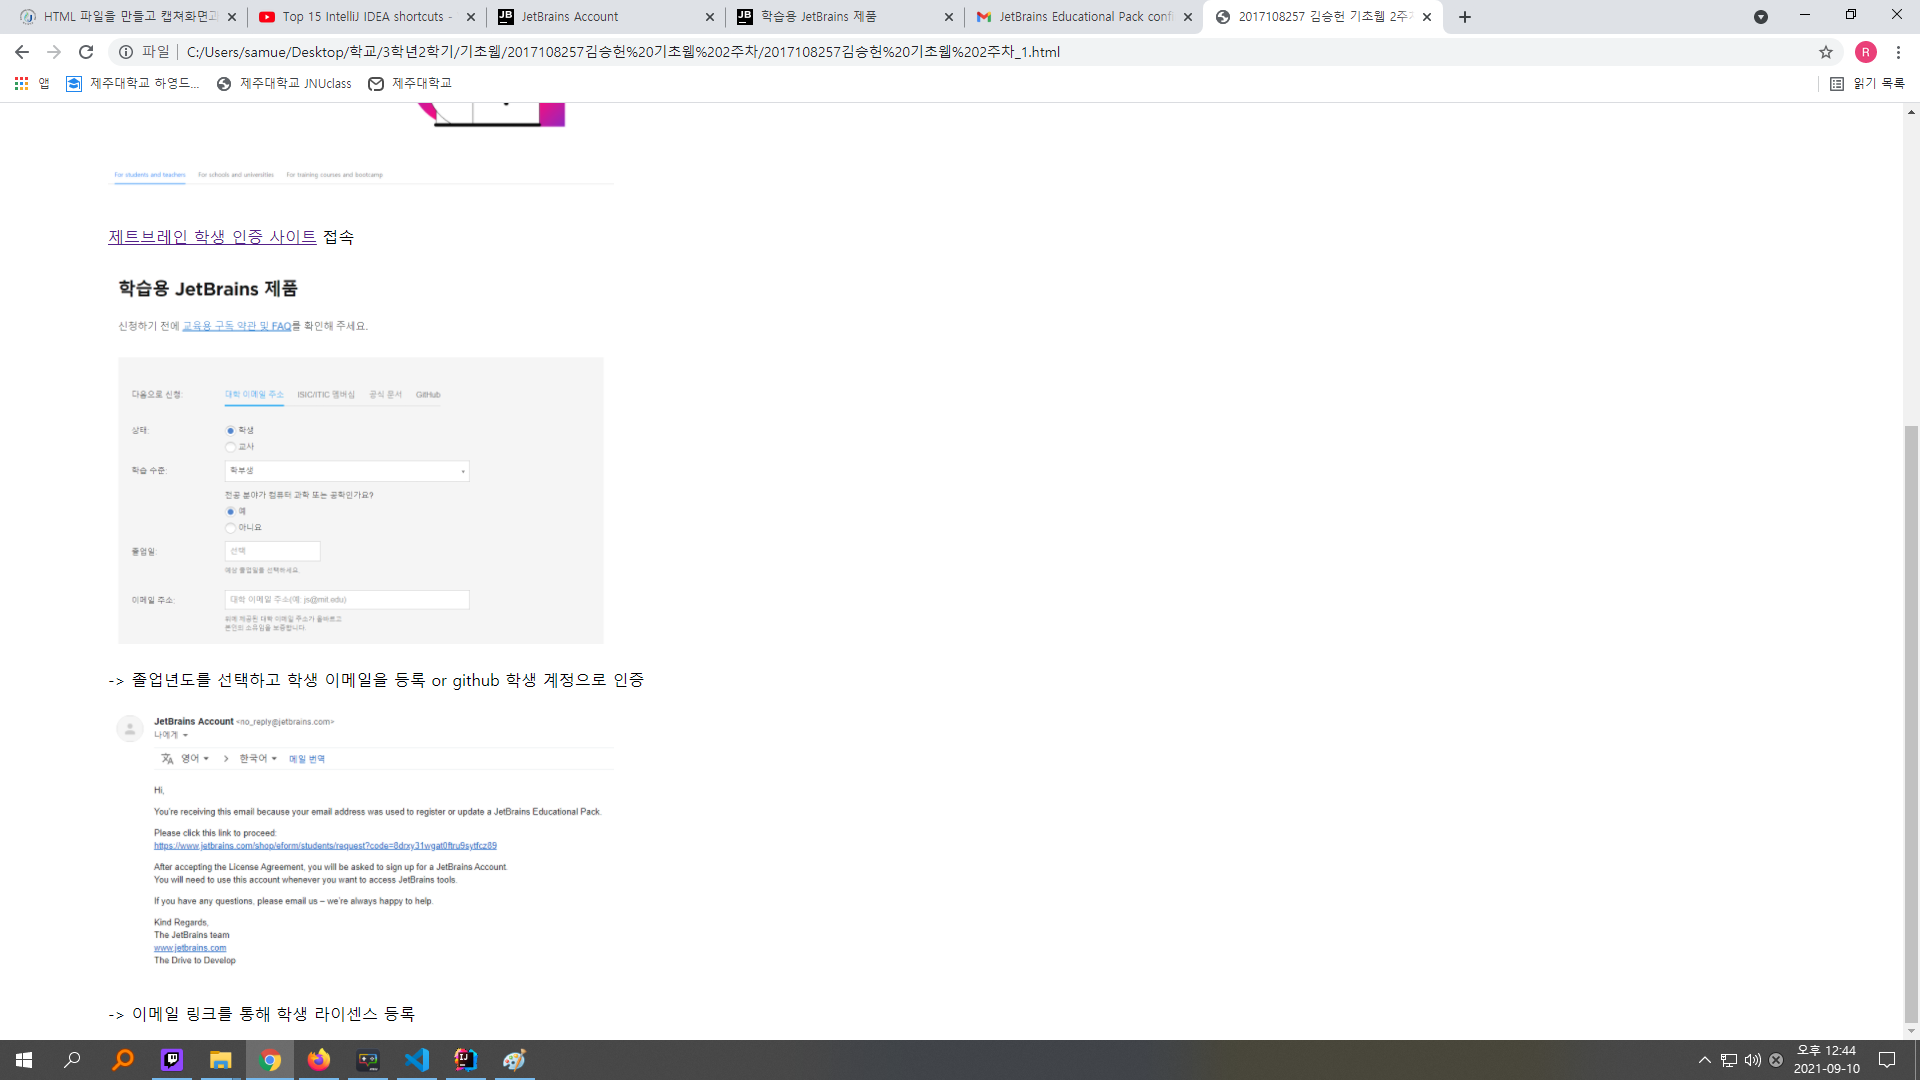 HTML 파일을 만들고 캡쳐화면과
Top 15 IntelliJ IDEA shortcuts -
JetBrains Account
학습용 JetBrains 제품
JetBrains Educational Pack confi
2017108257 김승헌 기초웹 2주
파일 C:/Users/samue/Desktop/학교/3학년2학기/기초웹/2017108257김승헌%20기초웹%202주차/2017108257김승헌%20기초웹%202주차_1.html
R
앱 제주대학교 하영드... 제주대학교 JNUclass 제주대학교 읽기 목록
For students and teachers For schools and universities For training courses and bootcamp
제트브레인 학생 인증 사이트 접속
학습용 JetBrains 제품
신청하기 전에 교육용 구독 약관 및 FAQ를 확인해 주세요.
다음으로 신청: 대학 이메일 주소 ISIC/ITIC 멤버십 공식 문서 GitHub
상태: 학생
교사
학습 수준: 학부생
전공 분야가 컴퓨터 과학 또는 공학인가요?
예
아니요
졸업일: 선택
예상 졸업일을 선택하세요.
이메일 주소: 대학 이메일 주소(예: js@mit.edu)
위에 제공된 대학 이메일 주소가 올바르고
본인의 소유임을 보증합니다.
-> 졸업년도를 선택하고 학생 이메일을 등록 or github 학생 계정으로 인증
JetBrains Account <no_reply@jetbrains.com>
나에게
영어 > 한국어 메일 번역
Hi,
You're receiving this email because your email address was used to register or update a JetBrains Educational Pack.
Please click this link to proceed:
https://www.jetbrains.com/shop/eform/students/request?code=8drxy31wgat0ftru9sytfcz89
After accepting the License Agreement, you will be asked to sign up for a JetBrains Account.
You will need to use this account whenever you want to access JetBrains tools.
If you have any questions, please email us – we're always happy to help.
Kind Regards,
The JetBrains team
www.jetbrains.com
The Drive to Develop
-> 이메일 링크를 통해 학생 라이센스 등록
오후 12:44
2021-09-10